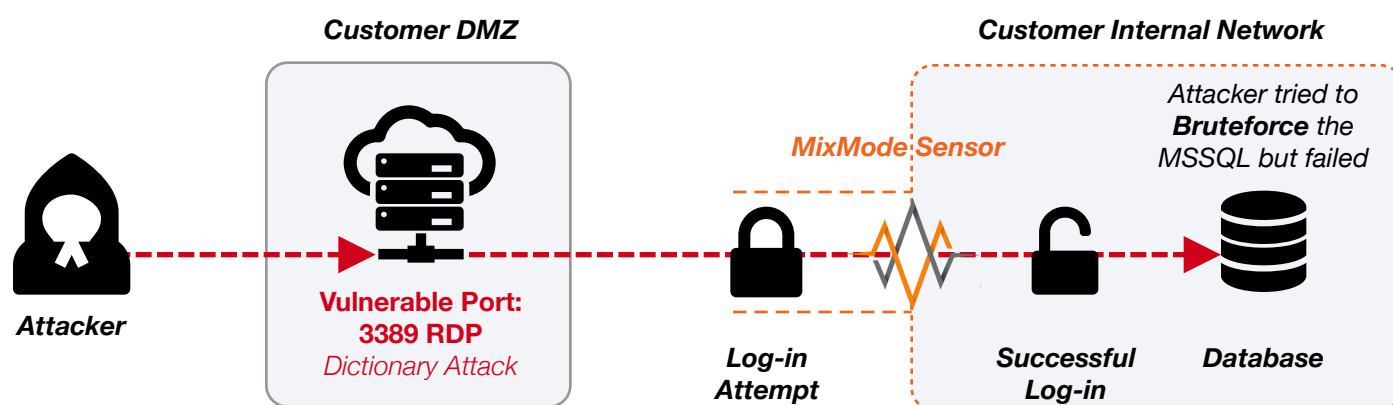 Customer DMZ
Customer Internal Network
Attacker tried to
Bruteforce the
MSSQL but failed
MixMode Sensor
Attacker
Vulnerable Port:
3389 RDP
Dictionary Attack
Log-in
Attempt
Successful
Log-in
Database